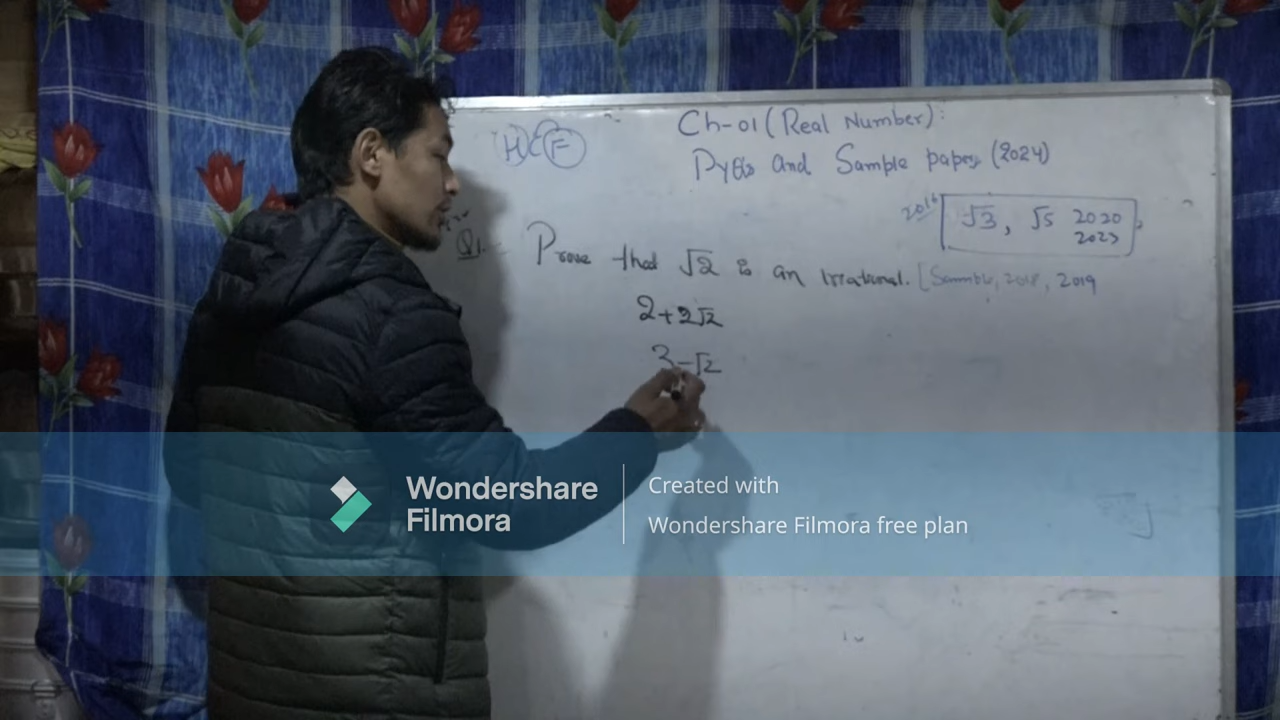 HCF
Ch-01 (Real Number):
PYQs and Sample papers (2024)
2016
√3, √5 2020
2023
Q1. Prove that √2 is an Irrational. [Sample, 2018, 2019
2+2√2
3-√2
Wondershare
Filmora
Created with
Wondershare Filmora free plan